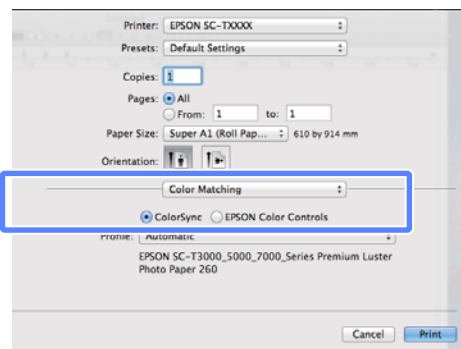 Printer: EPSON SC-TXXXX
Presets: Default Settings
Copies: 1
Pages: All
From: 1 to: 1
Paper Size: Super A1 (Roll Pap... 610 by 914 mm
Orientation:
Color Matching
ColorSync EPSON Color Controls
Profile: Automatic
EPSON SC-T3000_5000_7000_Series Premium Luster
Photo Paper 260
Cancel Print